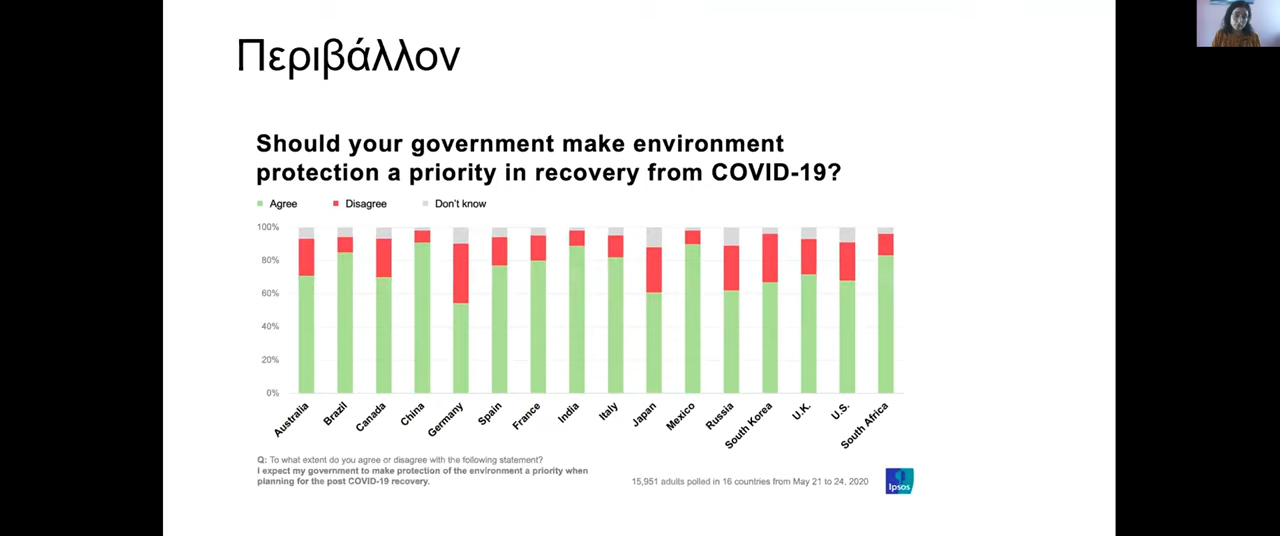 Περιβάλλον
Should your government make environment
protection a priority in recovery from COVID-19?
Agree Disagree Don't know
100%
80%
60%
40%
20%
0%
Australia Brazil Canada China Germany Spain France India Italy Japan Mexico Russia South Korea U.K. U.S. South Africa
Q: To what extent do you agree or disagree with the following statement?
I expect my government to make protection of the environment a priority when
planning for the post COVID-19 recovery.
15,951 adults polled in 16 countries from May 21 to 24, 2020
Ipsos